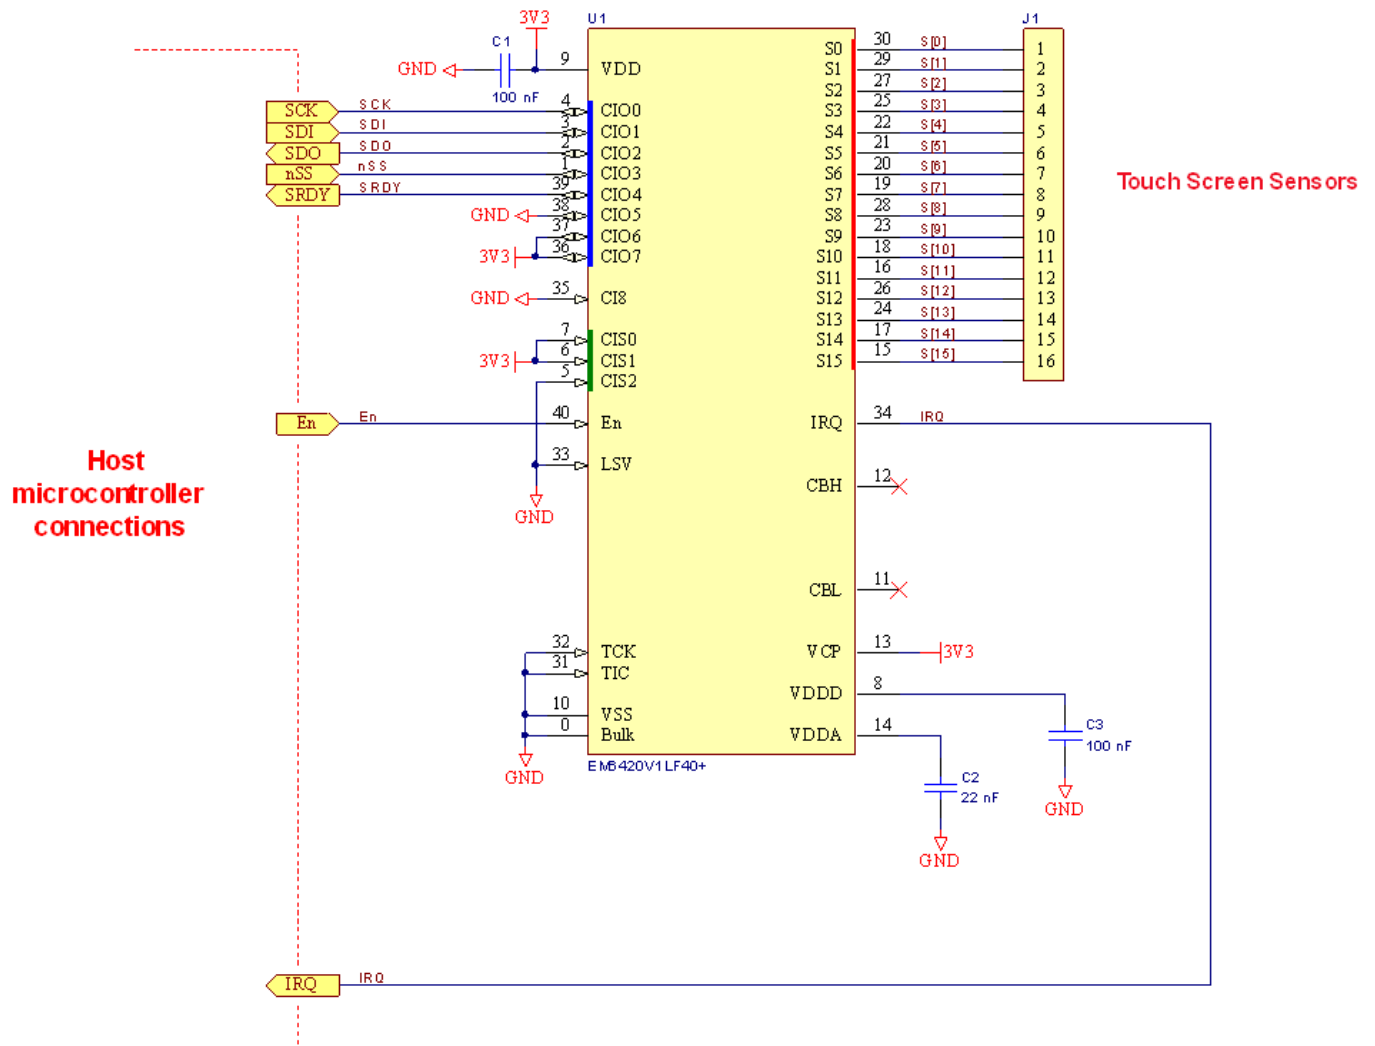 3V3
U1
J1
C1
GND
100 nF
9
VDD
SCK
SCK
4
CIO0
SDI
SDI
3
CIO1
SDO
SDO
2
CIO2
nSS
nSS
1
CIO3
SRDY
SRDY
39
CIO4
GND
38
CIO5
37
CIO6
3V3
36
CIO7
GND
35
CI8
7
CIS0
3V3
6
CIS1
5
CIS2
En
En
40
En
33
LSV
GND
Host
microcontroller
connections
32
TCK
31
TIC
10
VSS
0
Bulk
GND
EM6420V1LF40+
S0 30 S[0] 1
S1 29 S[1] 2
S2 27 S[2] 3
S3 25 S[3] 4
S4 22 S[4] 5
S5 21 S[5] 6
S6 20 S[6] 7
S7 19 S[7] 8
S8 28 S[8] 9
S9 23 S[9] 10
S10 18 S[10] 11
S11 16 S[11] 12
S12 26 S[12] 13
S13 24 S[13] 14
S14 17 S[14] 15
S15 15 S[15] 16
Touch Screen Sensors
IRQ 34 IRQ
CBH 12
CBL 11
VCP 13 3V3
VDDD 8
VDDA 14
C3
100 nF
GND
C2
22 nF
GND
IRQ
IRQ